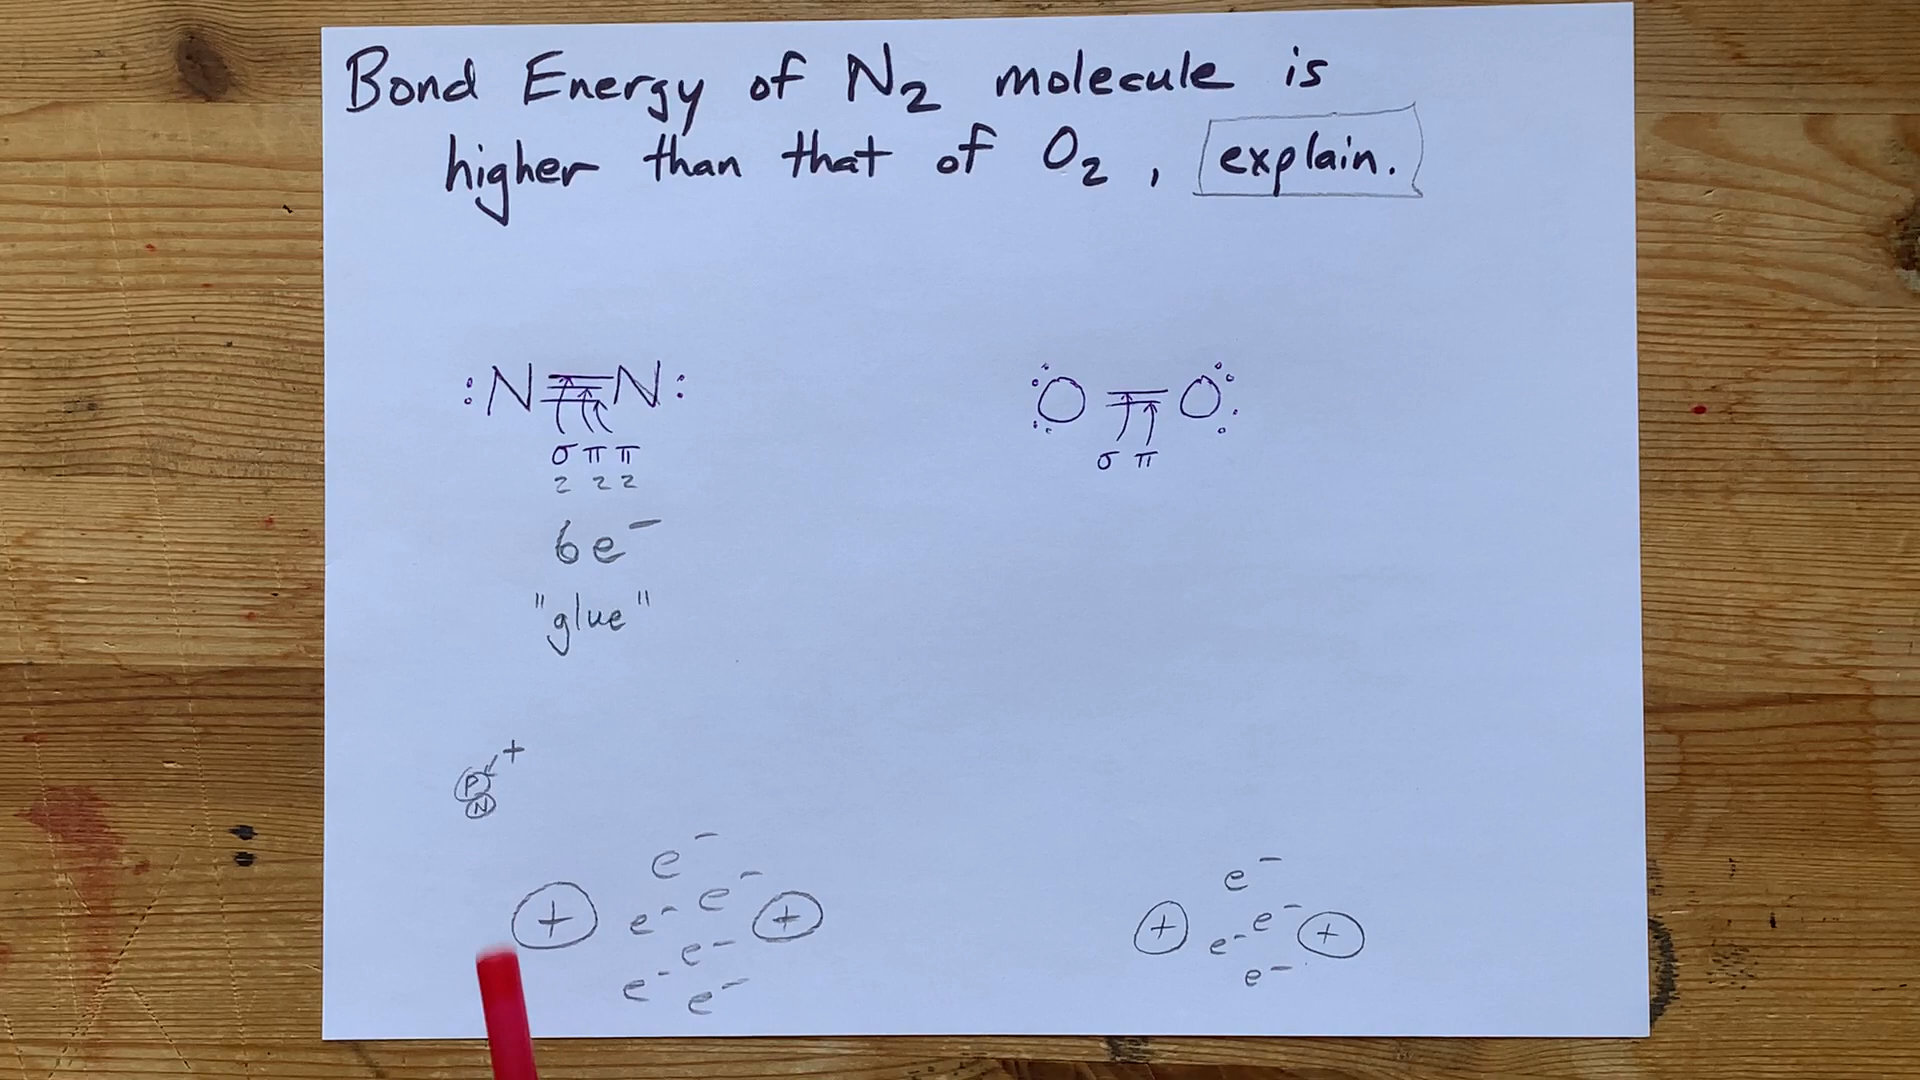 Bond Energy of N2 molecule is
higher than that of O2, explain.
:N≡N:
σ π π
2 2 2
6e⁻
"glue"
O=O
σ π
+
P
N
e⁻
+ e⁻ e⁻ +
e⁻
e⁻ e⁻
e⁻
+ e⁻ e⁻ +
e⁻